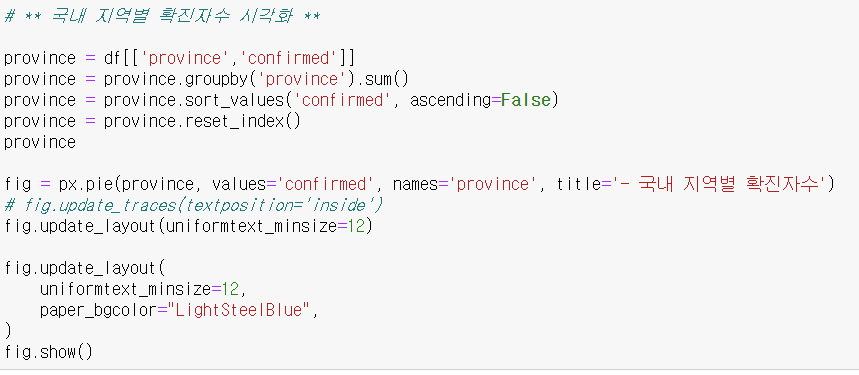 # ** 국내 지역별 확진자수 시각화 **
province = df[['province','confirmed']]
province = province.groupby('province').sum()
province = province.sort_values('confirmed', ascending=False)
province = province.reset_index()
province
fig = px.pie(province, values='confirmed', names='province', title='- 국내 지역별 확진자수')
# fig.update_traces(textposition='inside')
fig.update_layout(uniformtext_minsize=12)
fig.update_layout(
    uniformtext_minsize=12,
    paper_bgcolor="LightSteelBlue",
)
fig.show()